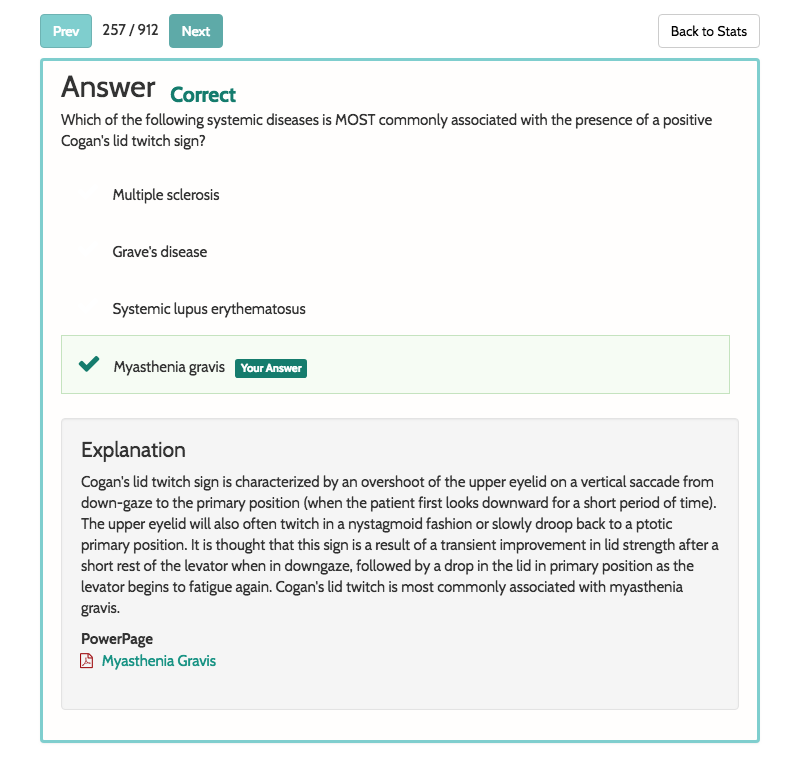 Prev 257 / 912 Next Back to Stats
Answer Correct
Which of the following systemic diseases is MOST commonly associated with the presence of a positive
Cogan's lid twitch sign?
Multiple sclerosis
Grave's disease
Systemic lupus erythematosus
Myasthenia gravis Your Answer
Explanation
Cogan's lid twitch sign is characterized by an overshoot of the upper eyelid on a vertical saccade from
down-gaze to the primary position (when the patient first looks downward for a short period of time).
The upper eyelid will also often twitch in a nystagmoid fashion or slowly droop back to a ptotic
primary position. It is thought that this sign is a result of a transient improvement in lid strength after a
short rest of the levator when in downgaze, followed by a drop in the lid in primary position as the
levator begins to fatigue again. Cogan's lid twitch is most commonly associated with myasthenia
gravis.
PowerPage
Myasthenia Gravis